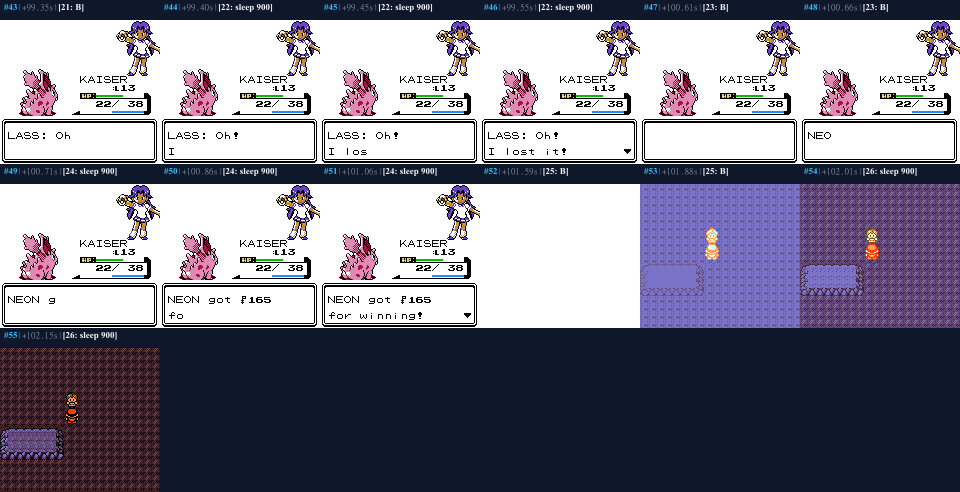 #43 +99.35s [21: B]
KAISER
:L13
HP:
22/ 38
LASS: Oh
#44 +99.40s [22: sleep 900]
KAISER
:L13
HP:
22/ 38
LASS: Oh!
I
#45 +99.45s [22: sleep 900]
KAISER
:L13
HP:
22/ 38
LASS: Oh!
I los
#46 +99.55s [22: sleep 900]
KAISER
:L13
HP:
22/ 38
LASS: Oh!
I lost it!
#47 +100.61s [23: B]
KAISER
:L13
HP:
22/ 38
#48 +100.66s [23: B]
KAISER
:L13
HP:
22/ 38
NEO
#49 +100.71s [24: sleep 900]
KAISER
:L13
HP:
22/ 38
NEON g
#50 +100.86s [24: sleep 900]
KAISER
:L13
HP:
22/ 38
NEON got ₽165
fo
#51 +101.06s [24: sleep 900]
KAISER
:L13
HP:
22/ 38
NEON got ₽165
for winning!
#52 +101.59s [25: B]
#53 +101.88s [25: B]
#54 +102.01s [26: sleep 900]
#55 +102.15s [26: sleep 900]